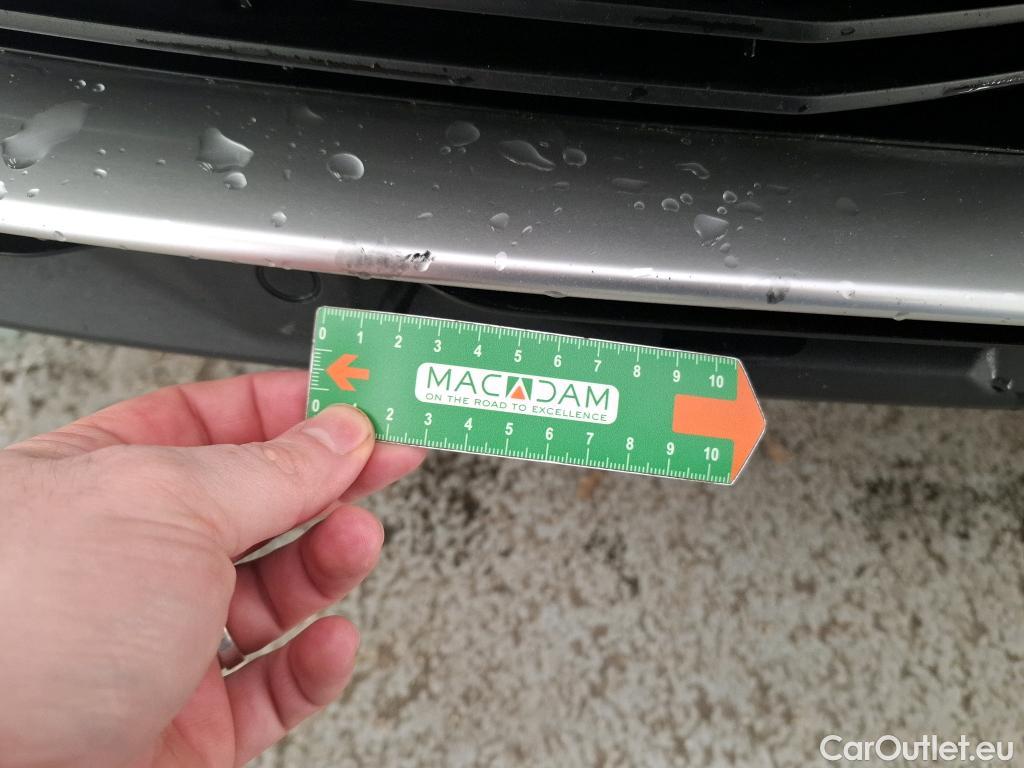 0 1 2 3 4 5 6 7 8 9 10
MACADAM
ON THE ROAD TO EXCELLENCE
0 1 2 3 4 5 6 7 8 9 10
CarOutlet.eu